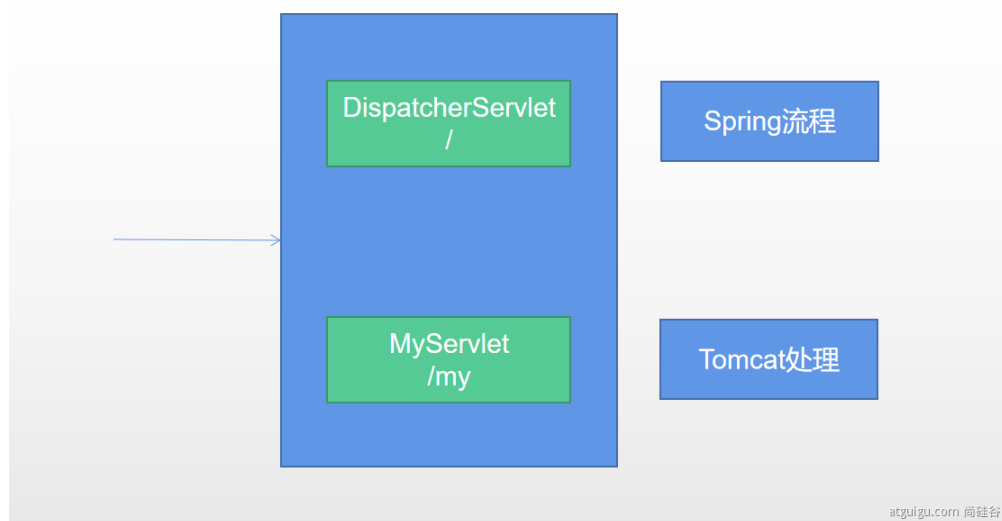 DispatcherServlet
/
Spring流程
MyServlet
/my
Tomcat处理
atguigu.com 尚硅谷